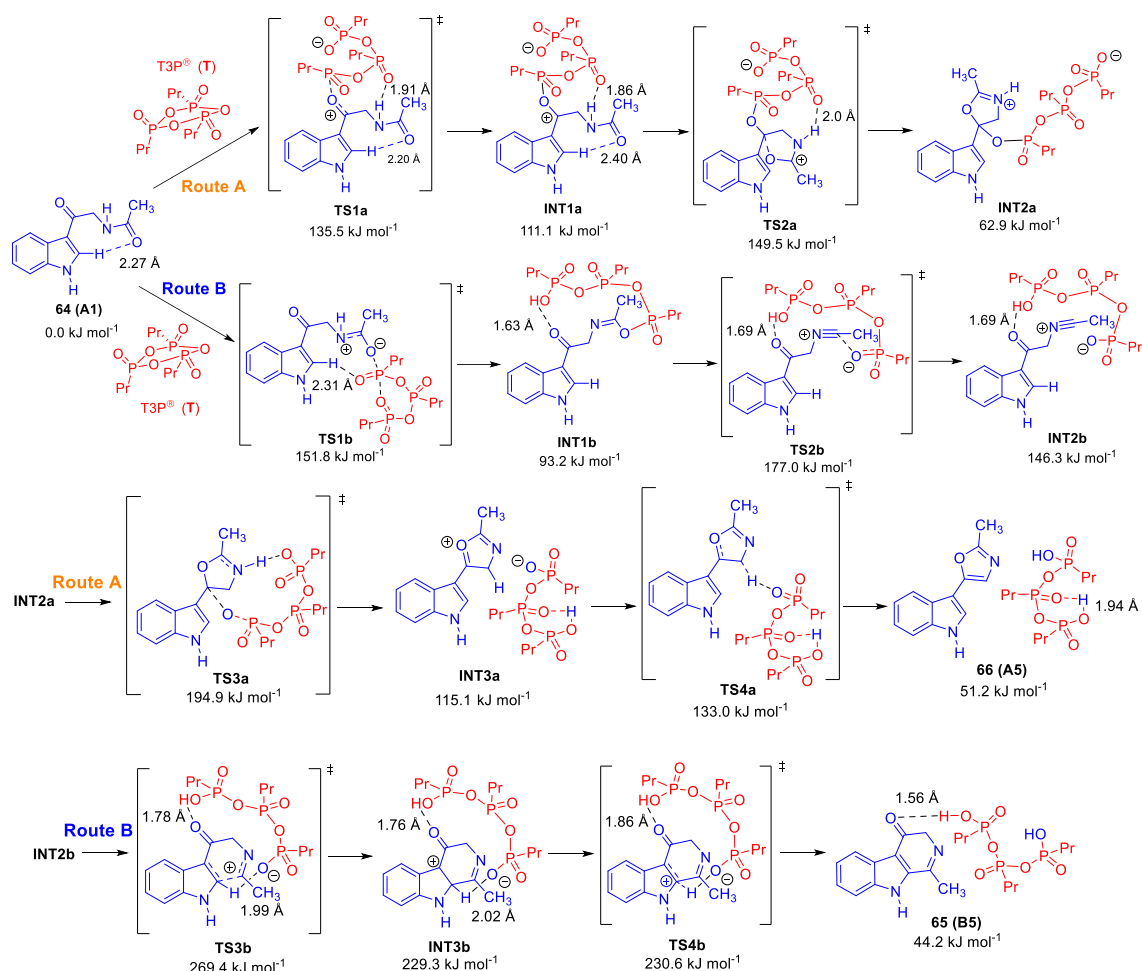 T3P® (T)
Route A
TS1a
135.5 kJ mol-1
1.91 Å
2.20 Å
INT1a
111.1 kJ mol-1
1.86 Å
2.40 Å
TS2a
149.5 kJ mol-1
2.0 Å
INT2a
62.9 kJ mol-1
2.27 Å
64 (A1)
0.0 kJ mol-1
Route B
T3P® (T)
2.31 Å
TS1b
151.8 kJ mol-1
1.63 Å
INT1b
93.2 kJ mol-1
1.69 Å
TS2b
177.0 kJ mol-1
1.69 Å
INT2b
146.3 kJ mol-1
INT2a
Route A
TS3a
194.9 kJ mol-1
INT3a
115.1 kJ mol-1
TS4a
133.0 kJ mol-1
1.94 Å
66 (A5)
51.2 kJ mol-1
INT2b
Route B
1.78 Å
1.99 Å
TS3b
269.4 kJ mol-1
1.76 Å
2.02 Å
INT3b
229.3 kJ mol-1
1.86 Å
TS4b
230.6 kJ mol-1
1.56 Å
65 (B5)
44.2 kJ mol-1